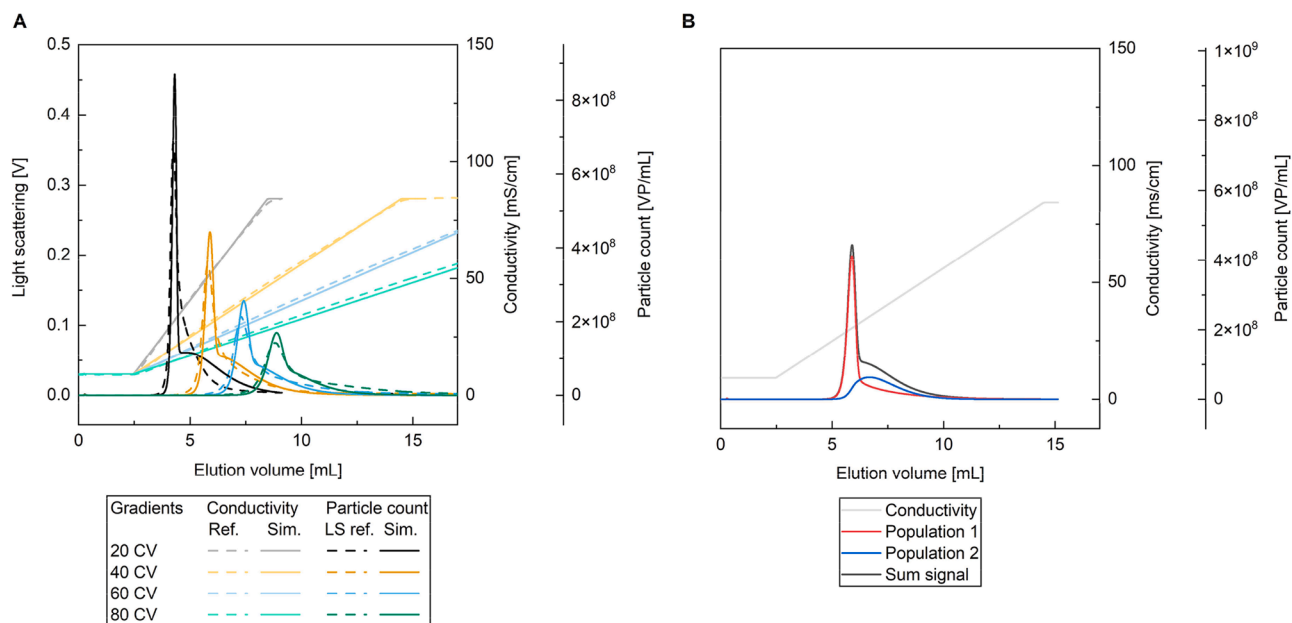 A
B
0.5
0.4
0.3
0.2
0.1
0.0
Light scattering [V]
0
5
10
15
Elution volume [mL]
150
100
50
0
Conductivity [mS/cm]
8×10⁸
6×10⁸
4×10⁸
2×10⁸
0
Particle count [VP/mL]
Gradients Conductivity Particle count
Ref. Sim. LS ref. Sim.
20 CV
40 CV
60 CV
80 CV
0
5
10
15
Elution volume [mL]
150
100
50
0
Conductivity [ms/cm]
1×10⁹
8×10⁸
6×10⁸
4×10⁸
2×10⁸
0
Particle count [VP/mL]
Conductivity
Population 1
Population 2
Sum signal